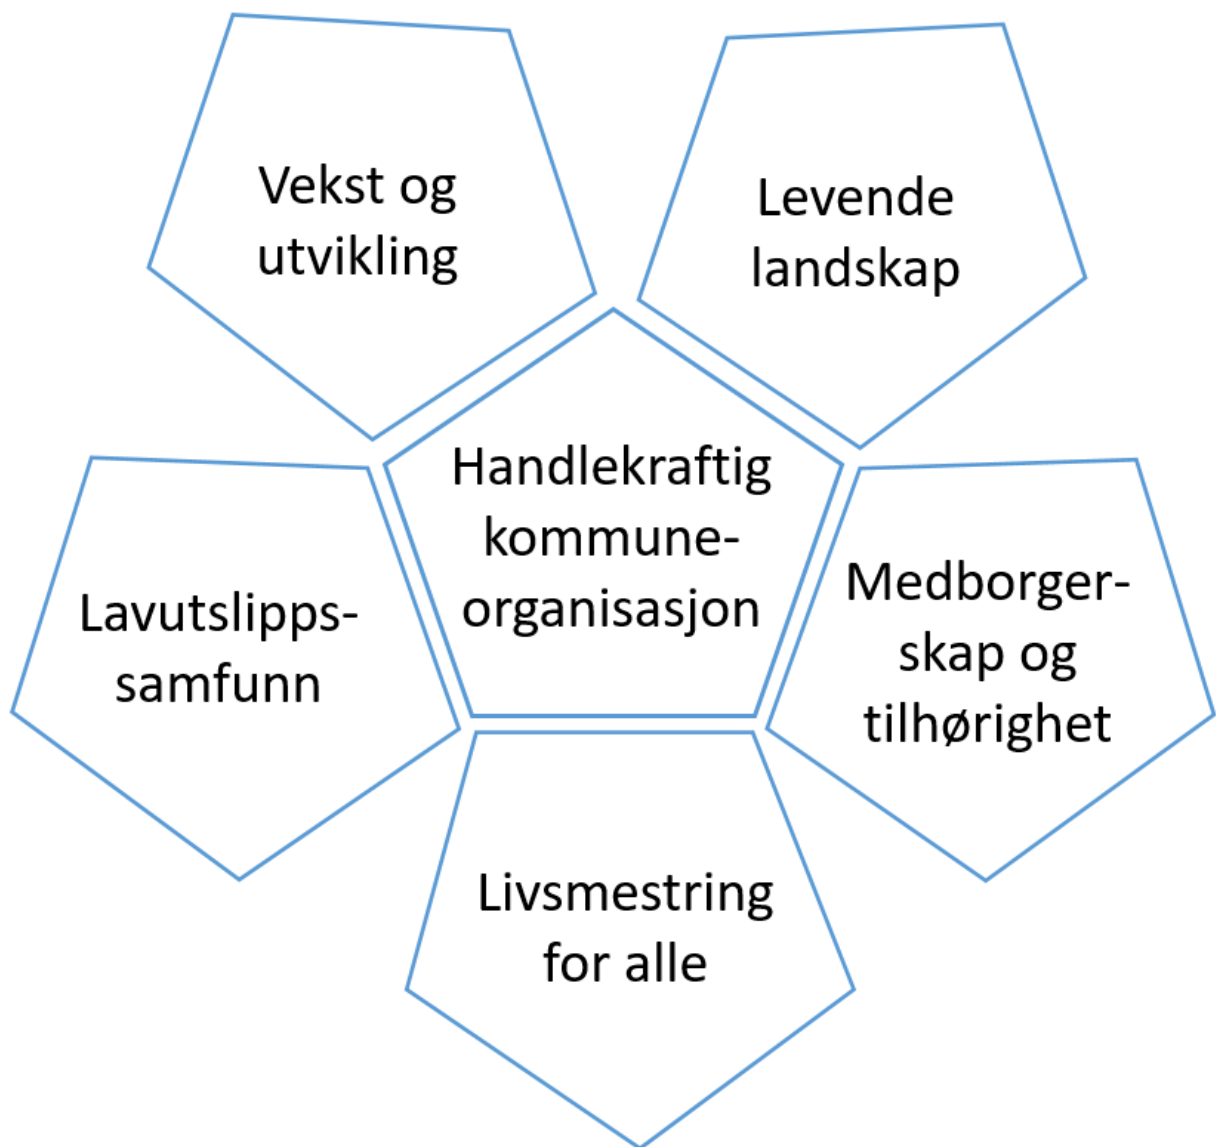 Vekst og
utvikling
Levende
landskap
Handlekraftig
kommune-
organisasjon
Lavutslipps-
samfunn
Medborger-
skap og
tilhørighet
Livsmestring
for alle